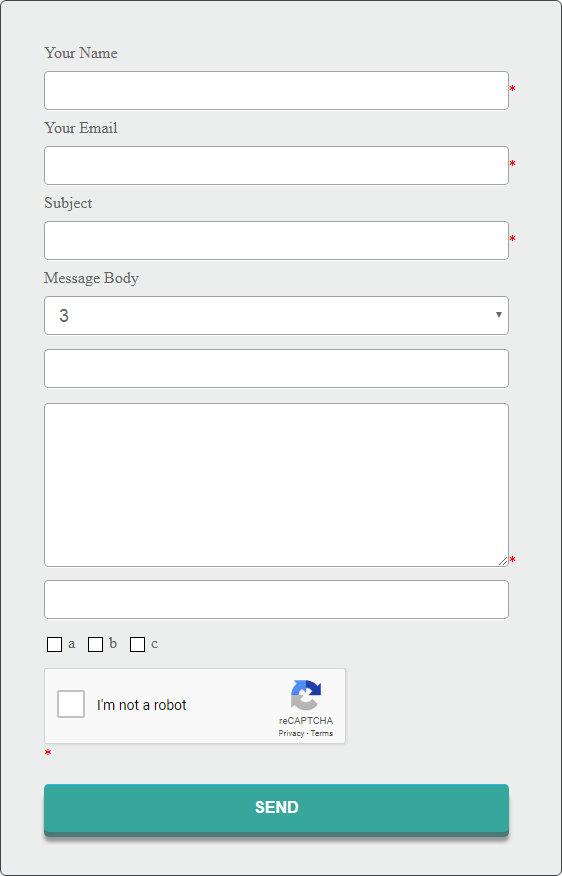 Your Name
*
Your Email
*
Subject
*
Message Body
3
*
a b c
I'm not a robot
reCAPTCHA
Privacy - Terms
*
SEND